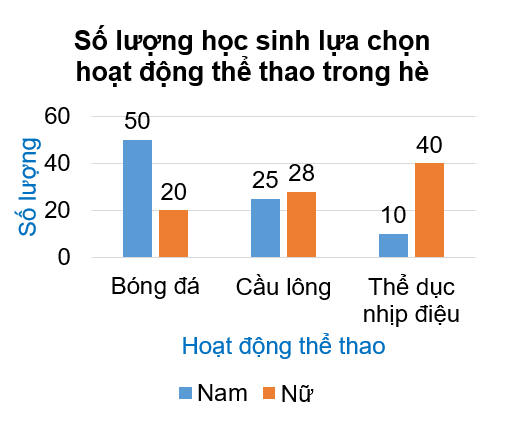 Số lượng học sinh lựa chọn
hoạt động thể thao trong hè
Số lượng
60
40
20
0
50
20
25
28
10
40
Bóng đá
Cầu lông
Thể dục
nhịp điệu
Hoạt động thể thao
Nam
Nữ